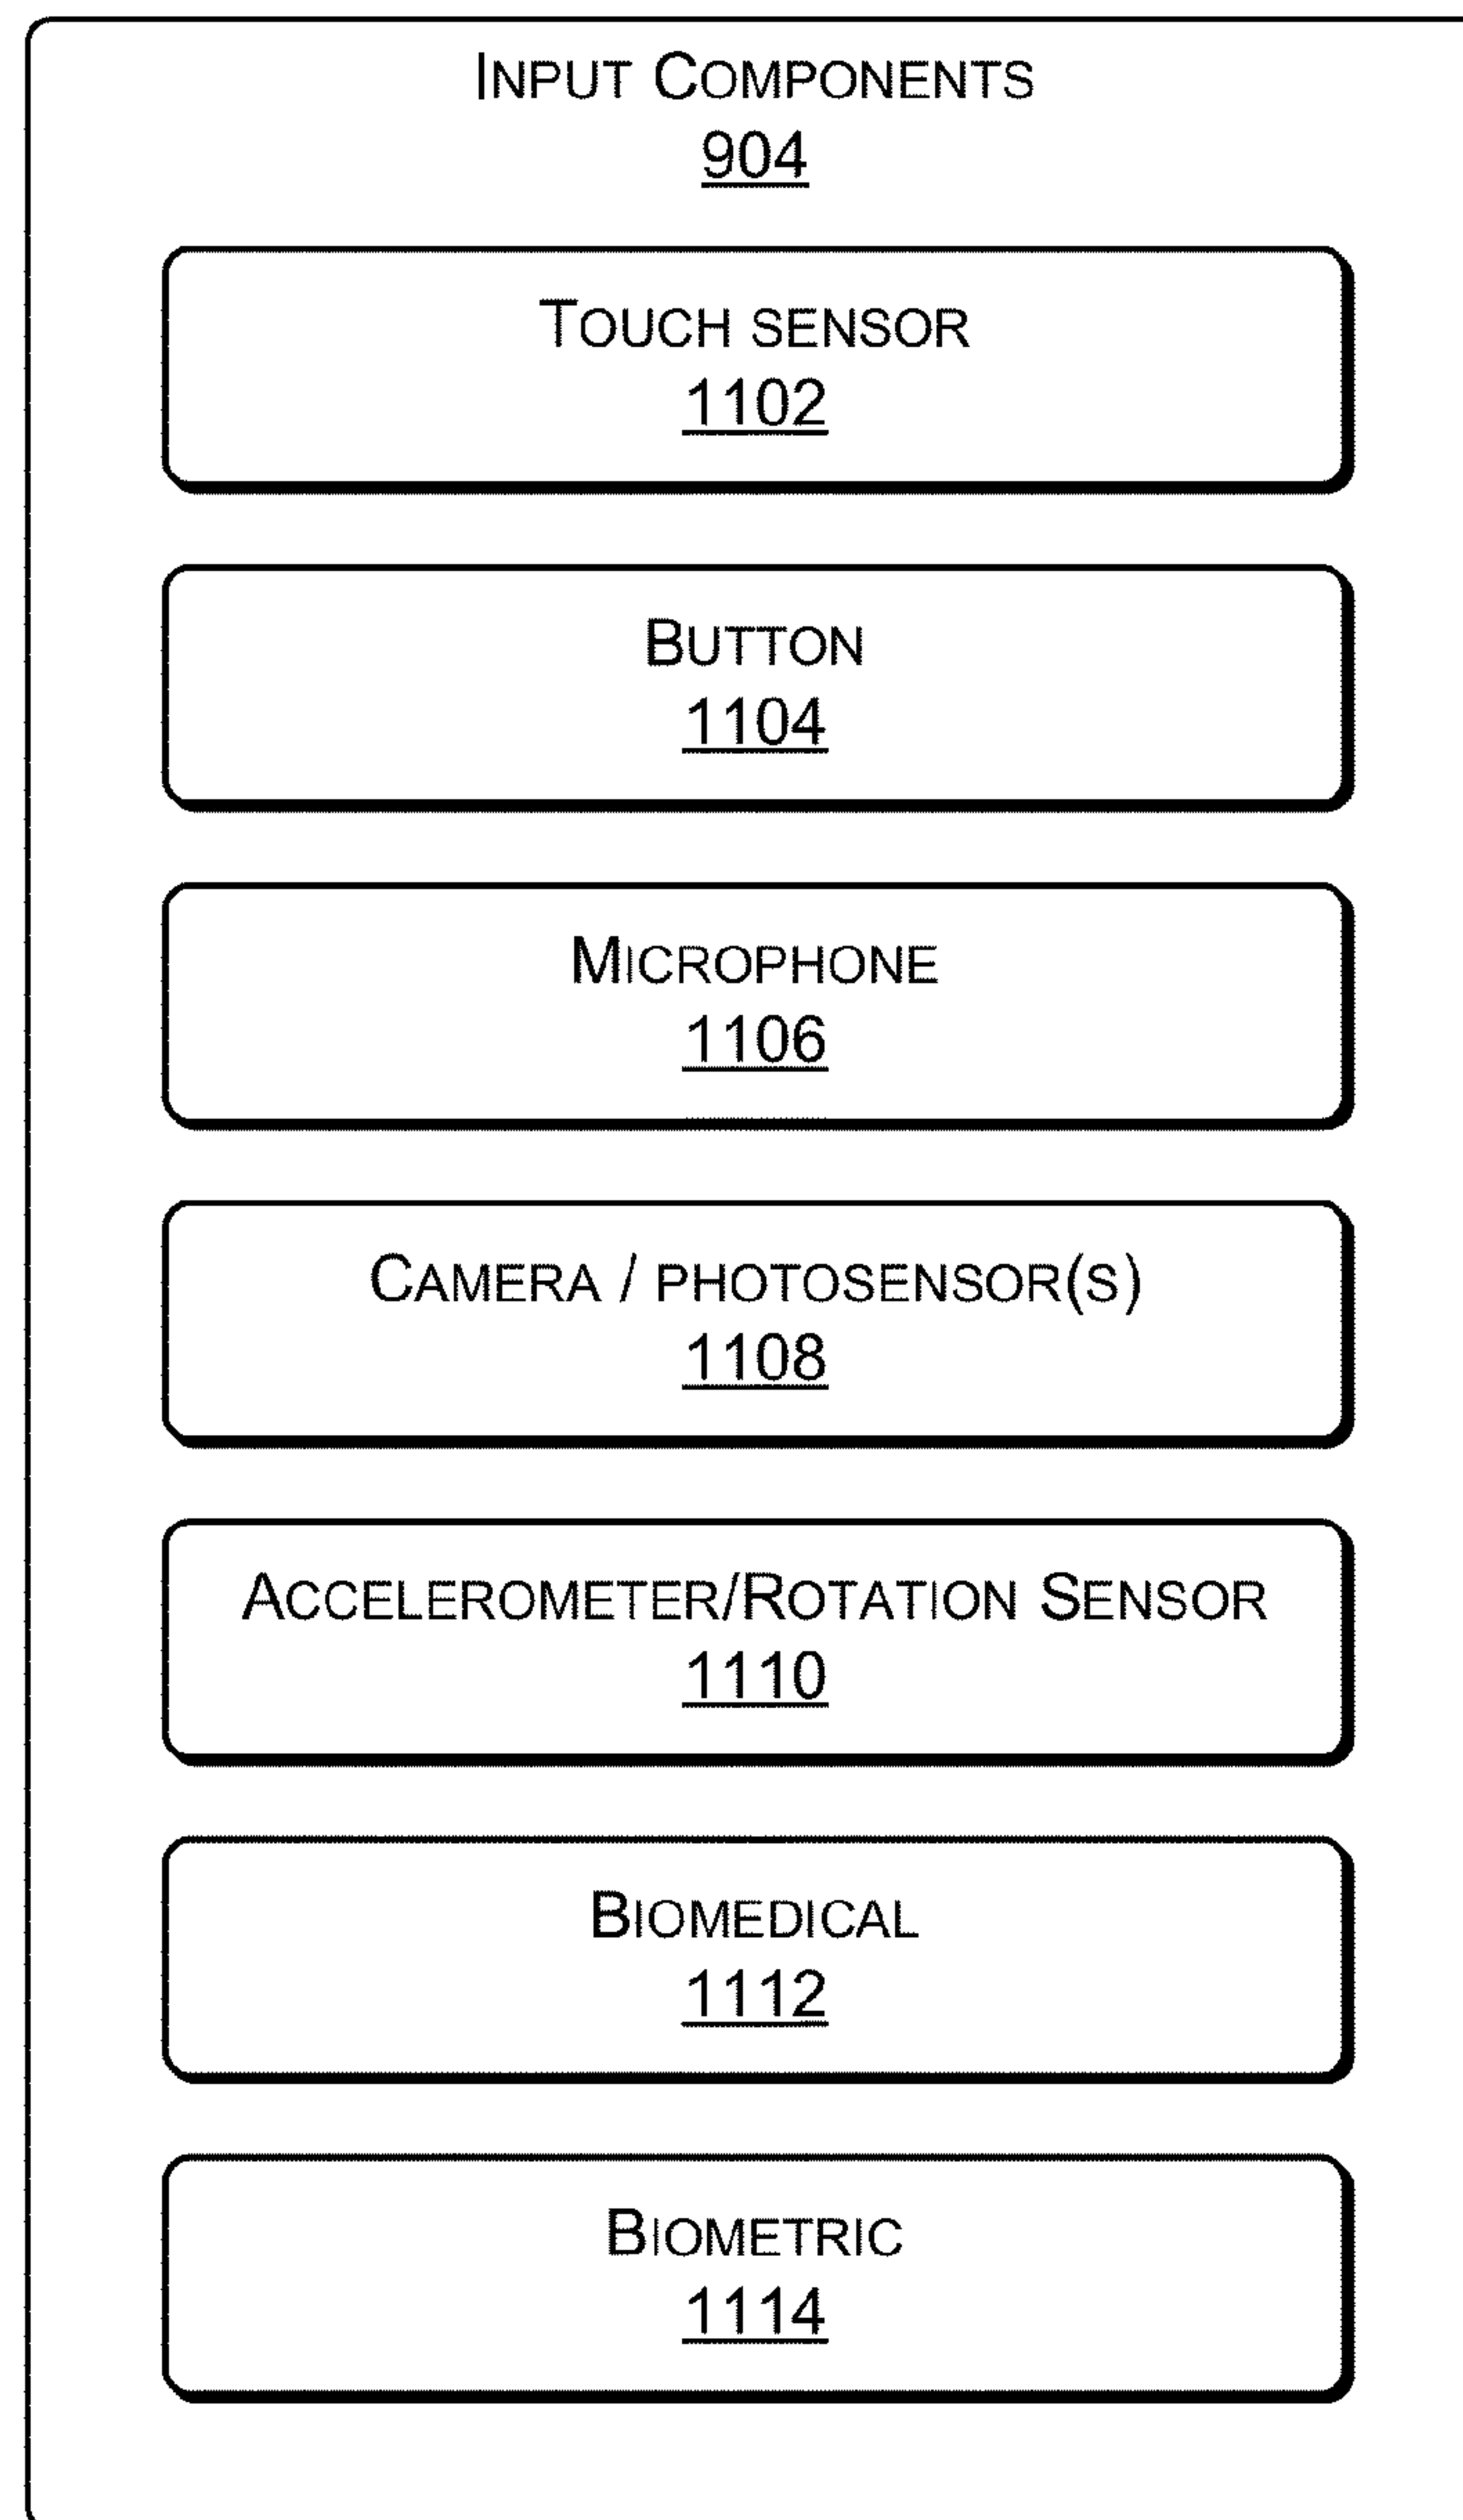 Input Components
904
Touch sensor
1102
Button
1104
Microphone
1106
Camera / photosensor(s)
1108
Accelerometer/Rotation Sensor
1110
Biomedical
1112
Biometric
1114